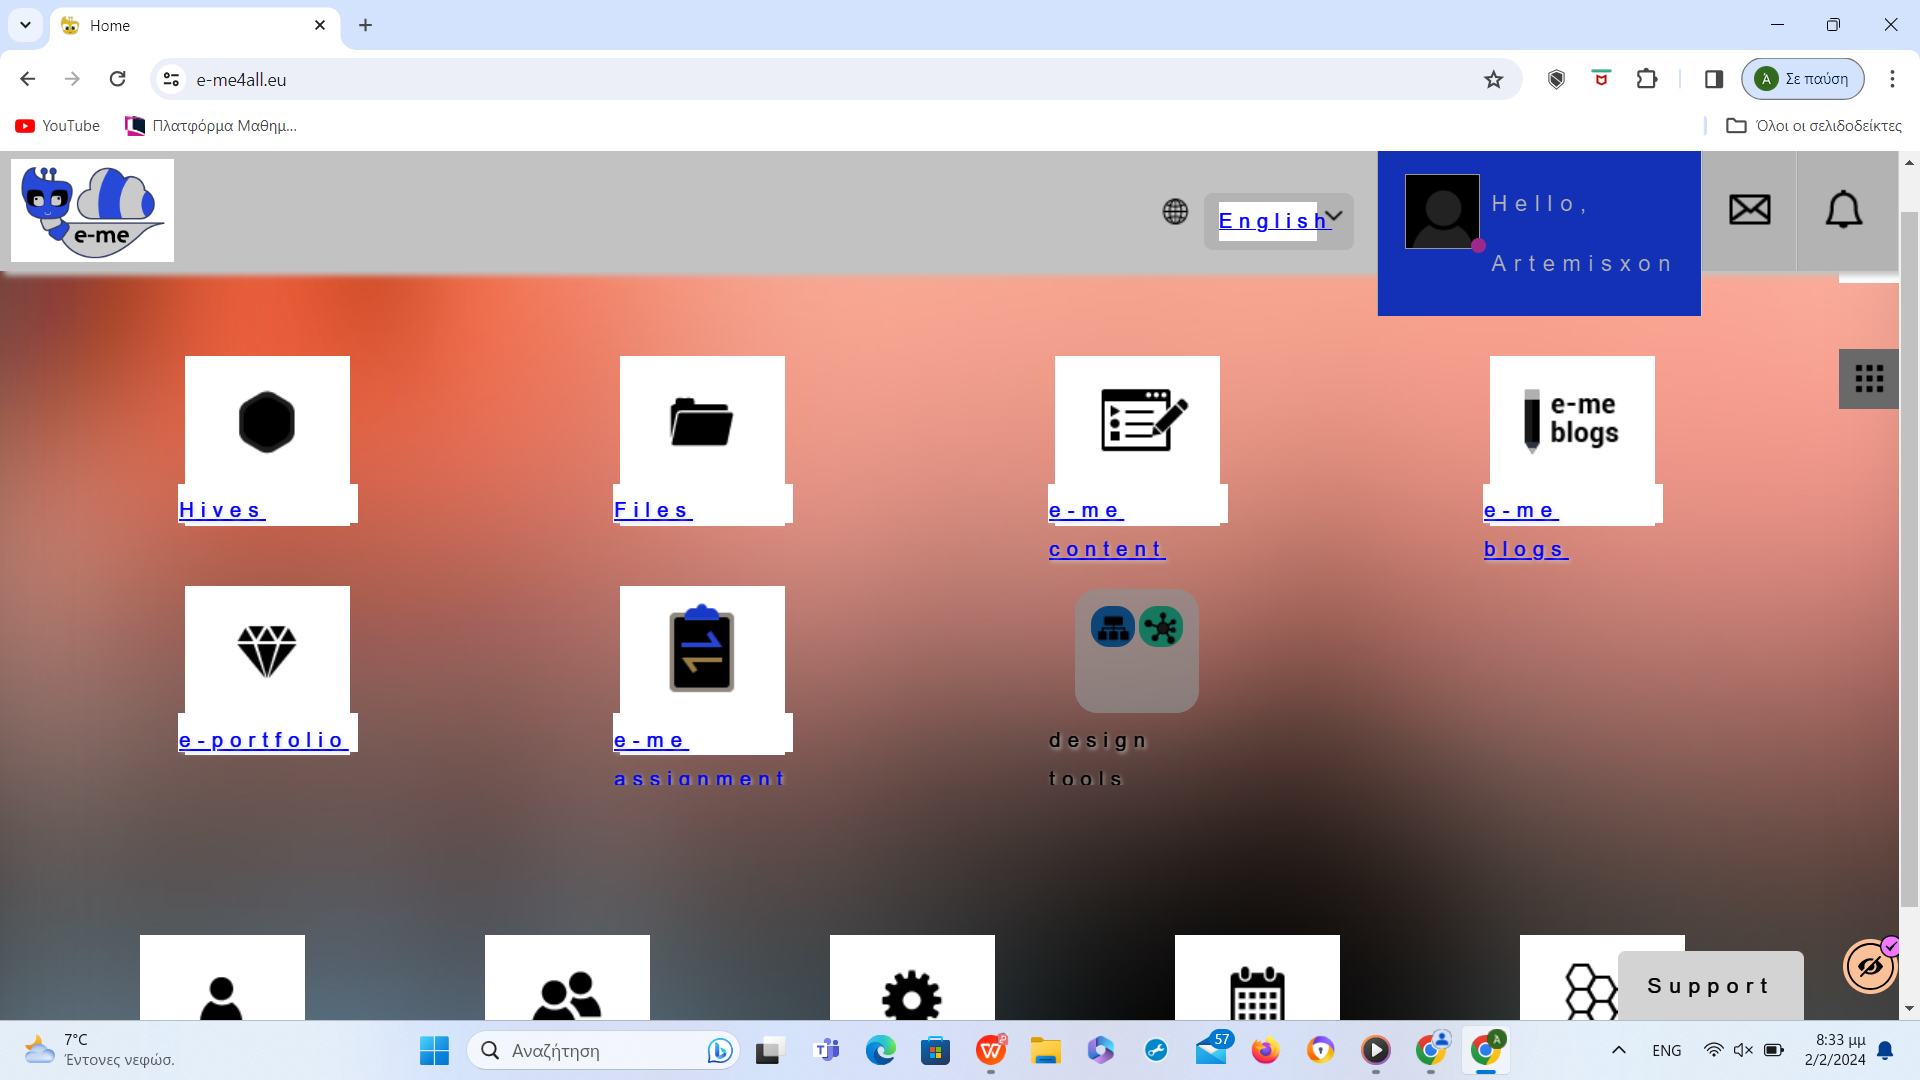 Home
e-me4all.eu
Á Σε παύση
YouTube Πλατφόρμα Μαθημ... Όλοι οι σελιδοδείκτες
e-me
English
Hello,
Artemisxon
e-me
blogs
Hives Files e-me e-me
content blogs
e-portfolio e-me design
assignment tools
Support
7°C
Έντονες νεφώσ.
Αναζήτηση
57
A
ENG
8:33 μμ
2/2/2024